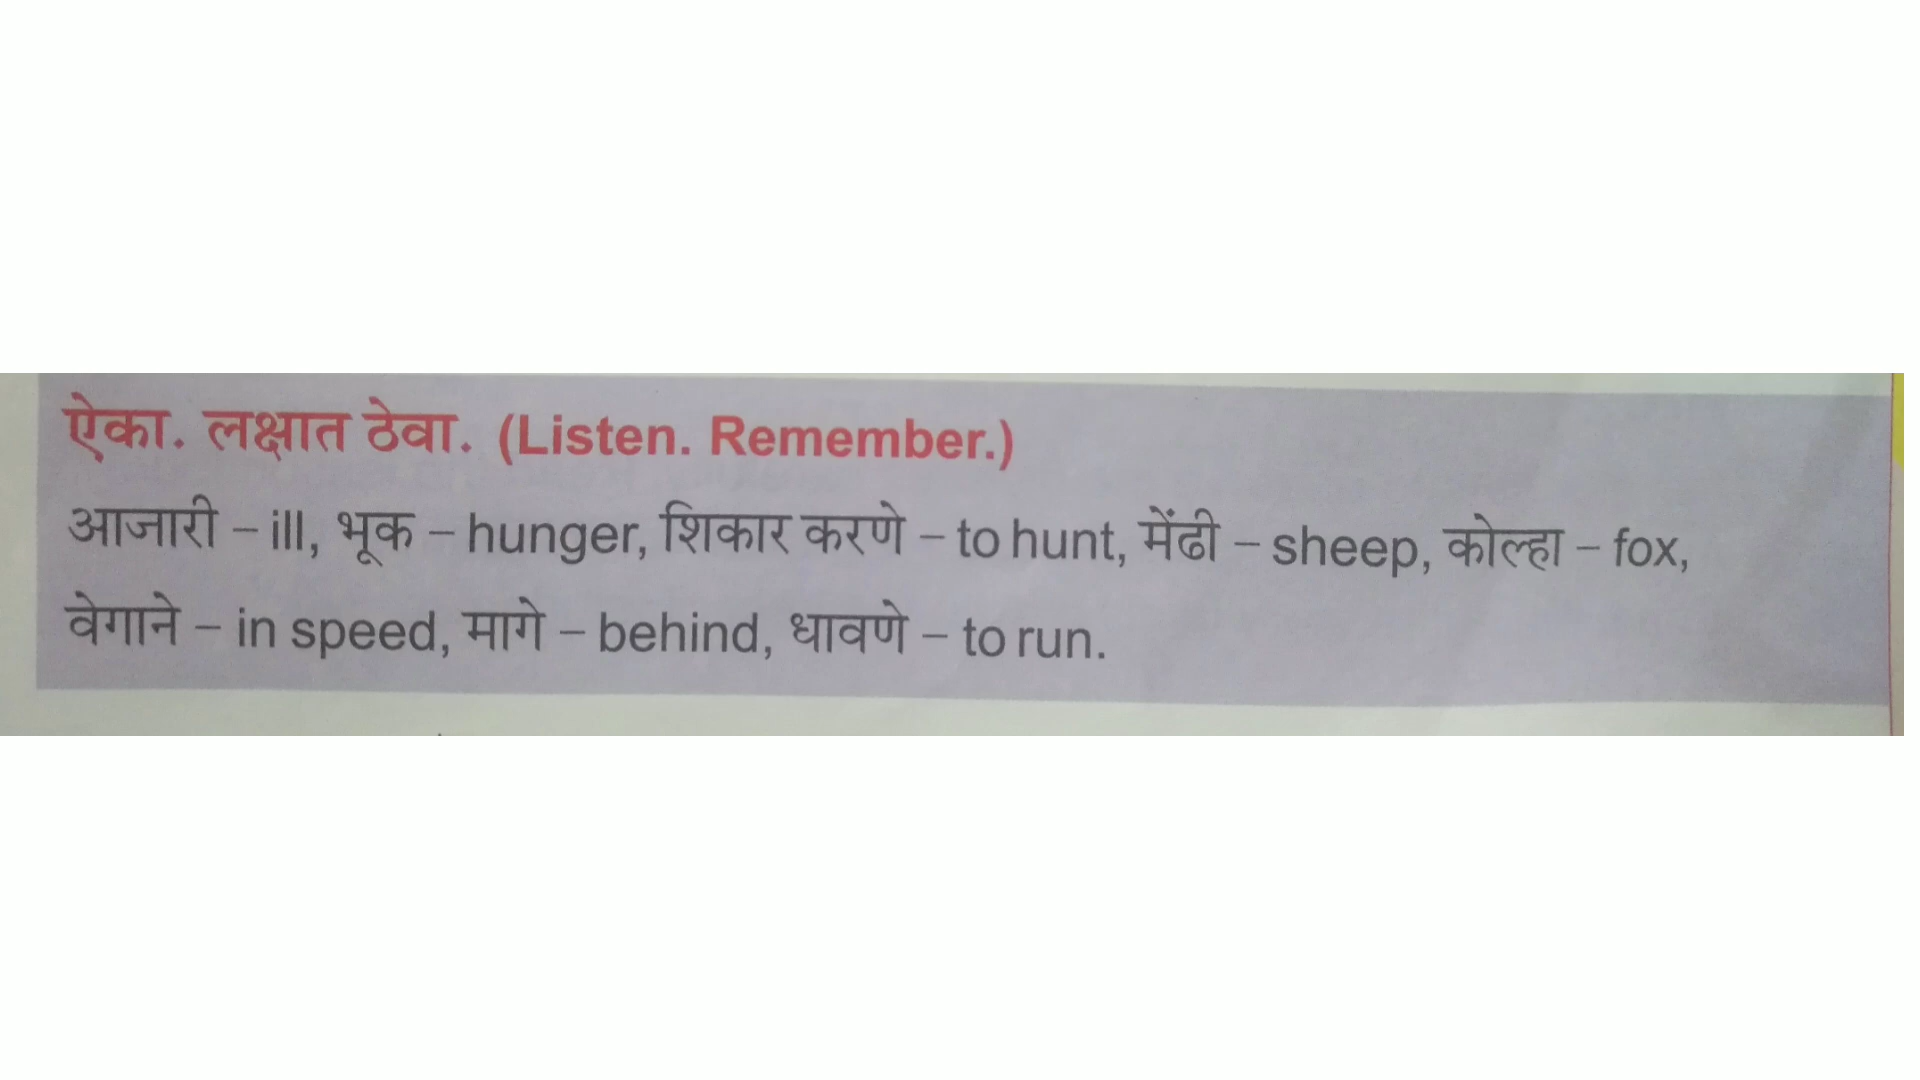 ऐका. लक्षात ठेवा. (Listen. Remember.)
आजारी – ill, भूक – hunger, शिकार करणे – to hunt, मेंढी – sheep, कोल्हा – fox,
वेगाने – in speed, मागे – behind, धावणे – to run.